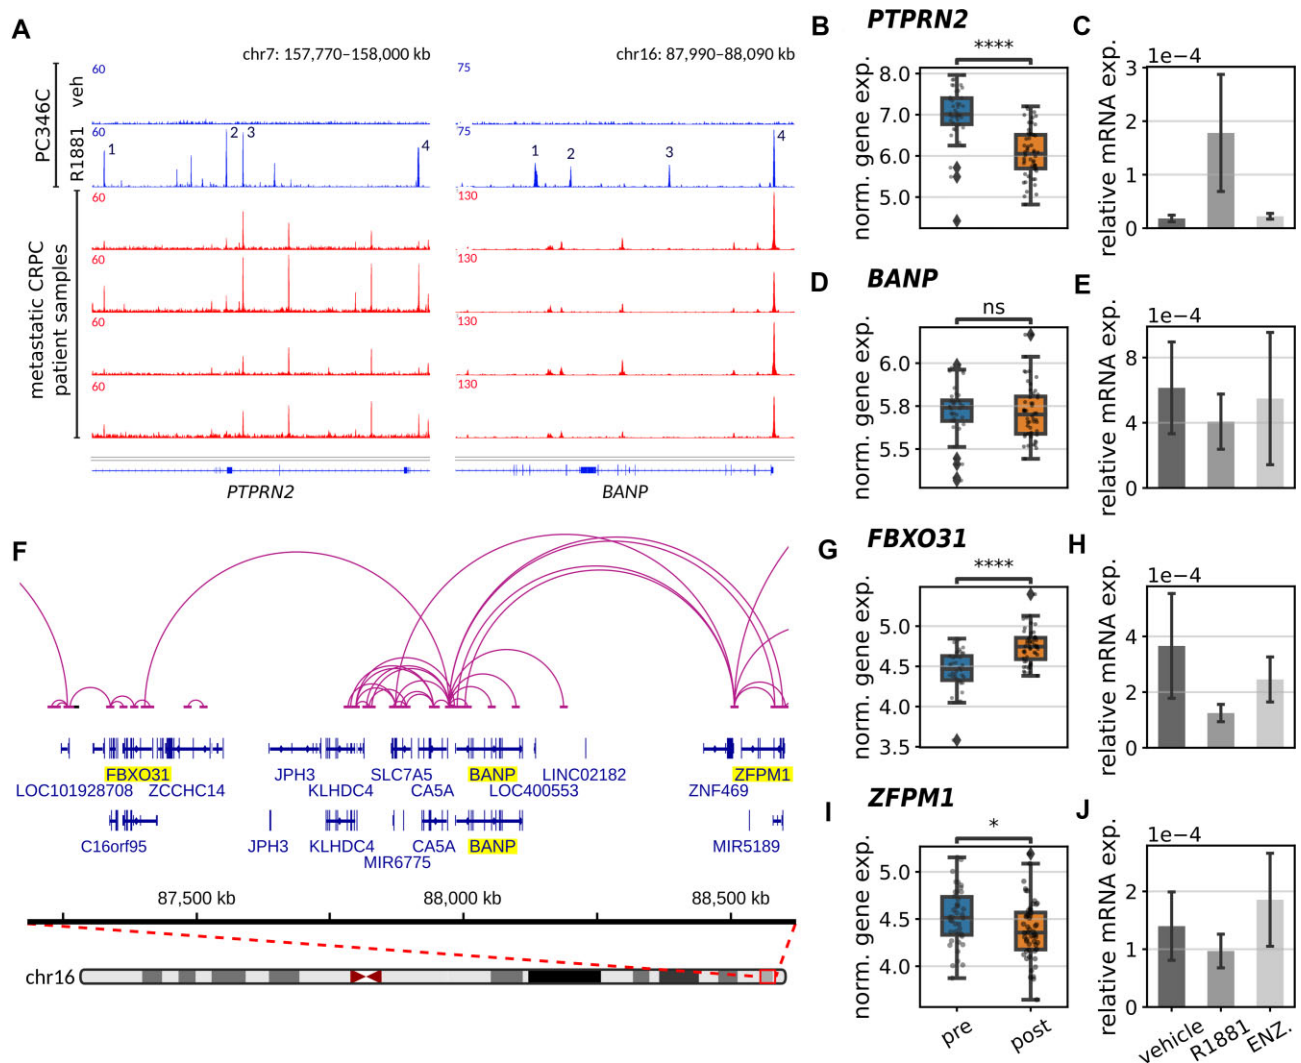 A
chr7: 157,770–158,000 kb
chr16: 87,990–88,090 kb
PC346C
veh
R1881
60
75
60
75
1
2
3
4
1
2
3
4
metastatic CRPC
patient samples
60
130
60
130
60
130
60
130
PTPRN2
BANP
B
PTPRN2
****
norm. gene exp.
8.0
7.0
6.0
5.0
C
1e−4
relative mRNA exp.
3
2
1
0
D
BANP
ns
norm. gene exp.
6.0
5.8
5.5
E
1e−4
relative mRNA exp.
8
4
0
F
FBXO31
JPH3
SLC7A5
BANP
LINC02182
ZFPM1
LOC101928708
ZCCHC14
KLHDC4
CA5A
LOC400553
ZNF469
C16orf95
JPH3
KLHDC4
CA5A
BANP
MIR5189
MIR6775
87,500 kb
88,000 kb
88,500 kb
chr16
G
FBXO31
****
norm. gene exp.
5.0
4.5
4.0
3.5
H
1e−4
relative mRNA exp.
4
2
0
I
ZFPM1
*
norm. gene exp.
5.0
4.5
4.0
pre
post
J
1e−4
relative mRNA exp.
2
1
0
vehicle
R1881
ENZ.